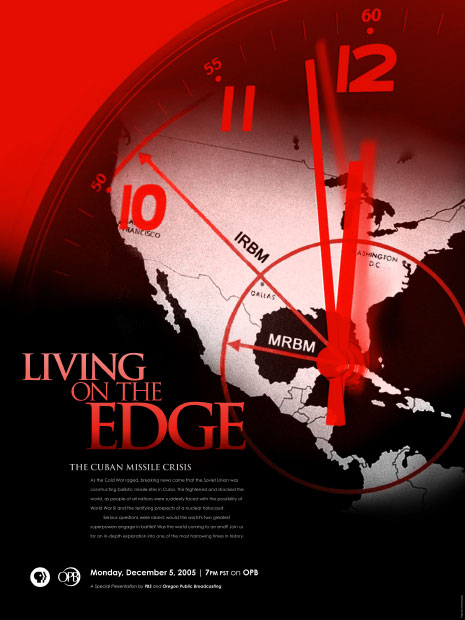 60
55
12
11
50
10
FRANCISCO
IRBM
WASHINGTON
D.C.
DALLAS
MRBM
LIVING
ON THE
EDGE
THE CUBAN MISSILE CRISIS
As the Cold War raged, breaking news came that the Soviet Union was
constructing ballistic missile sites in Cuba. This frightened and shocked the
world, as people of all nations were suddenly faced with the possibility of
World War III and the terrifying prospects of a nuclear holocaust.
Serious questions were raised: would the world's two greatest
superpowers engage in battle? Was the world coming to an end? Join us
for an in-depth exploration into one of the most harrowing times in history.
Monday, December 5, 2005 | 7PM PST on OPB
PBS OPB
A Special Presentation by PBS and Oregon Public Broadcasting